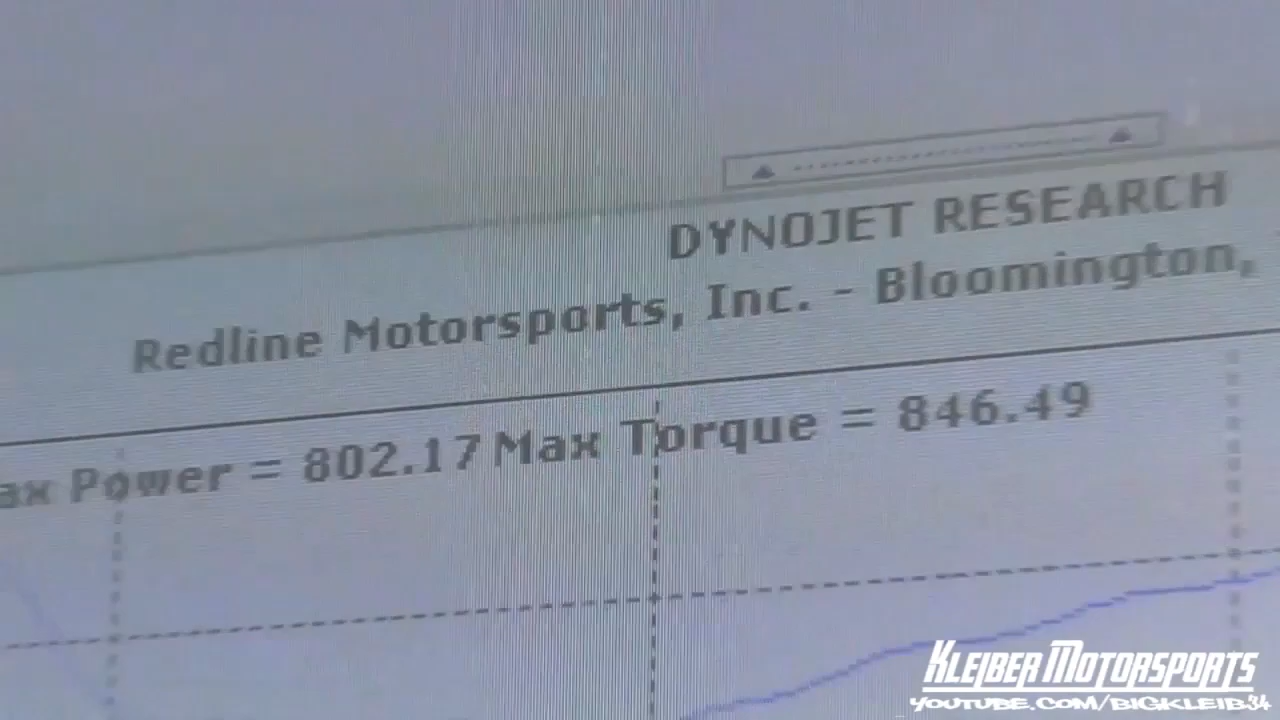 DYNOJET RESEARCH
Redline Motorsports, Inc. - Bloomington,
ax Power = 802.17 Max Torque = 846.49
KLEIBER MOTORSPORTS
YOUTUBE.COM/BIGKLEIB34